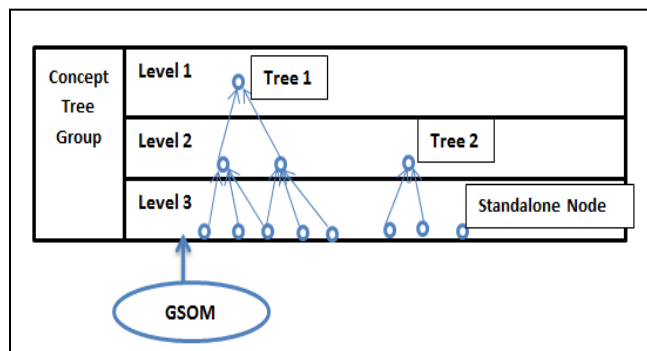 Concept
Tree
Group
Level 1
Tree 1
Level 2
Tree 2
Level 3
Standalone Node
GSOM